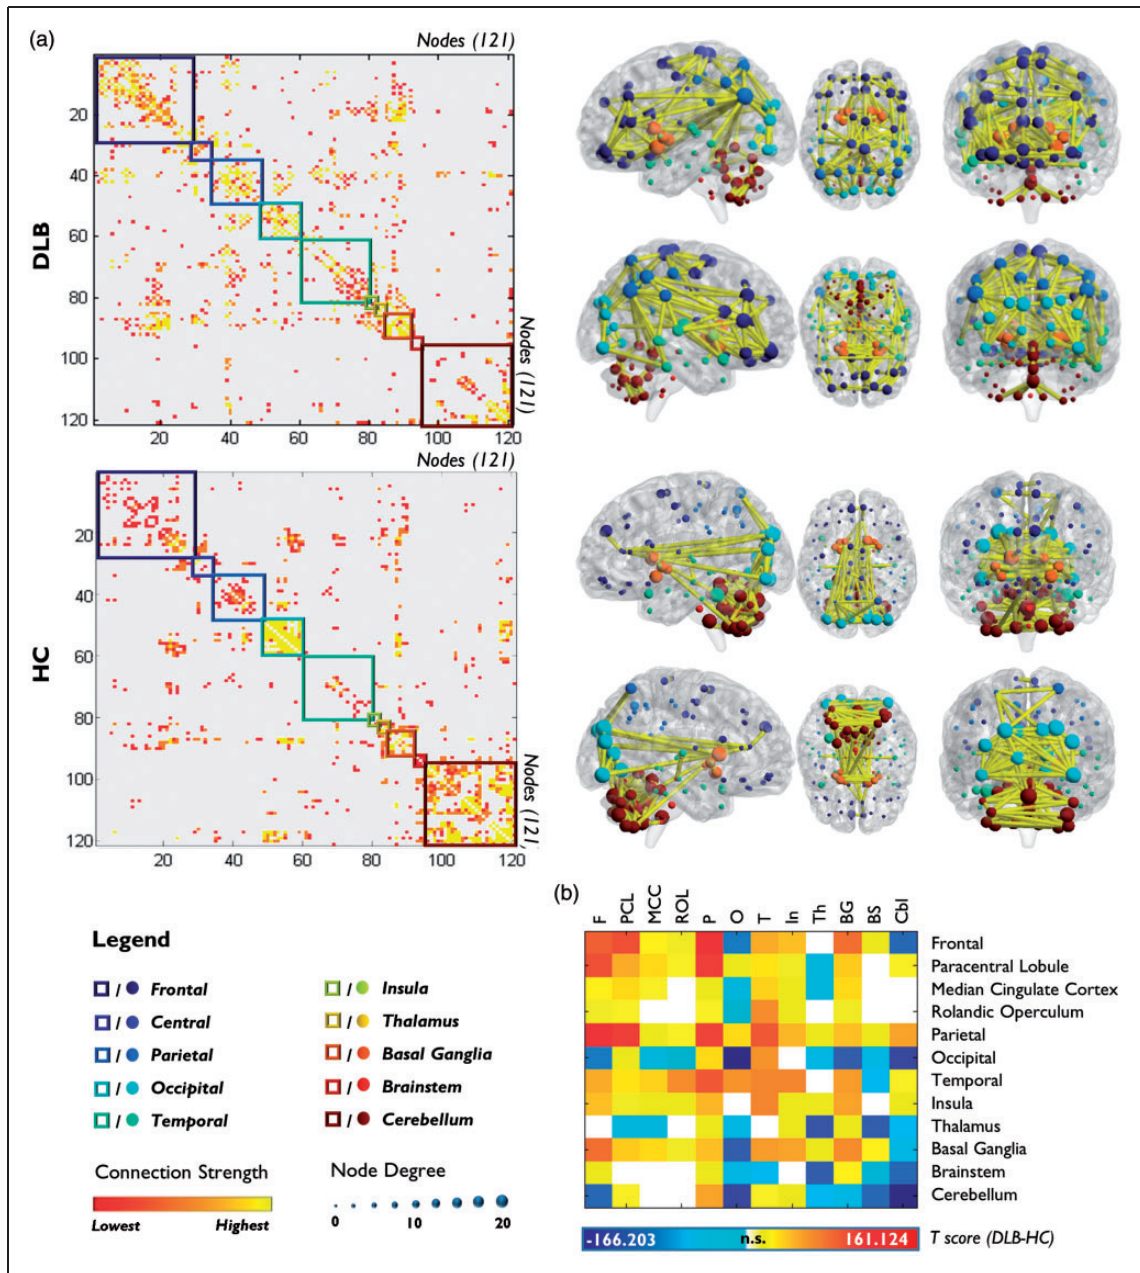 (a)
Nodes (121)
20
40
60
80
100
120
DLB
Nodes (121)
20 40 60 80 100 120
Nodes (121)
20
40
60
80
100
120
HC
Nodes (121
20 40 60 80 100 120
(b)
F PCL MCC ROL P O T In Th BG BS Cbl
Frontal
Paracentral Lobule
Median Cingulate Cortex
Rolandic Operculum
Parietal
Occipital
Temporal
Insula
Thalamus
Basal Ganglia
Brainstem
Cerebellum
-166.203 n.s. 161.124 T score (DLB-HC)
Legend
/ Frontal
/ Central
/ Parietal
/ Occipital
/ Temporal
/ Insula
/ Thalamus
/ Basal Ganglia
/ Brainstem
/ Cerebellum
Connection Strength
Lowest Highest
Node Degree
0 10 20